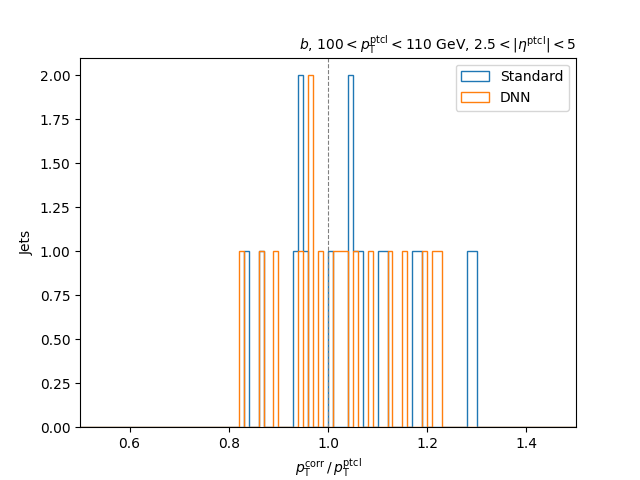 b, 100 < p_T^ptcl < 110 GeV, 2.5 < |η^ptcl| < 5
2.00
1.75
1.50
1.25
1.00
0.75
0.50
0.25
0.00
Jets
Standard
DNN
0.6 0.8 1.0 1.2 1.4
p_T^corr / p_T^ptcl